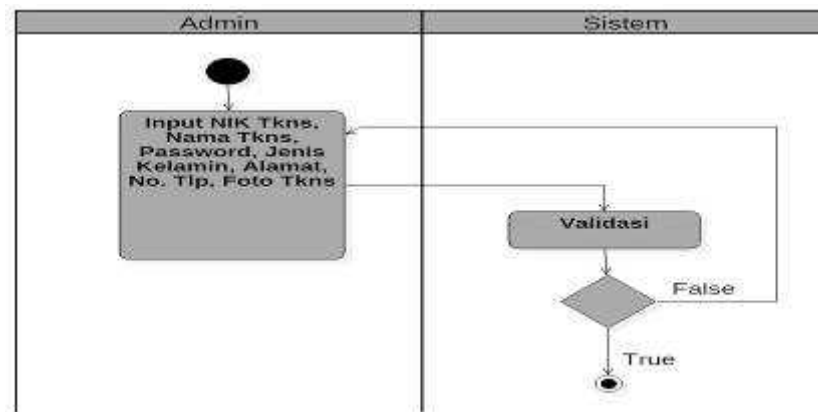 Admin
Sistem
Input NIK Tkns,
Nama Tkns,
Password, Jenis
Kelamin, Alamat,
No. Tlp, Foto Tkns
Validasi
False
True